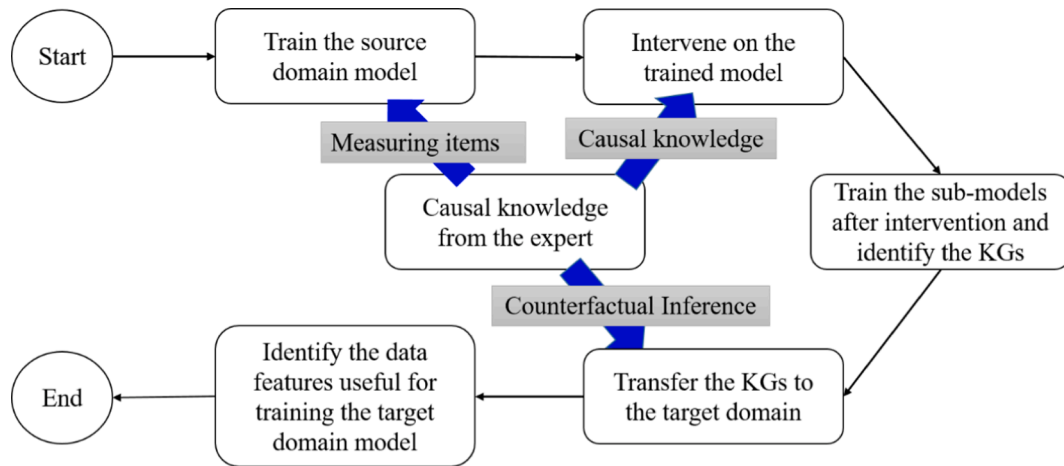 Start
Train the source
domain model
Intervene on the
trained model
Measuring items
Causal knowledge
Causal knowledge
from the expert
Train the sub-models
after intervention and
identify the KGs
Counterfactual Inference
Transfer the KGs to
the target domain
Identify the data
features useful for
training the target
domain model
End